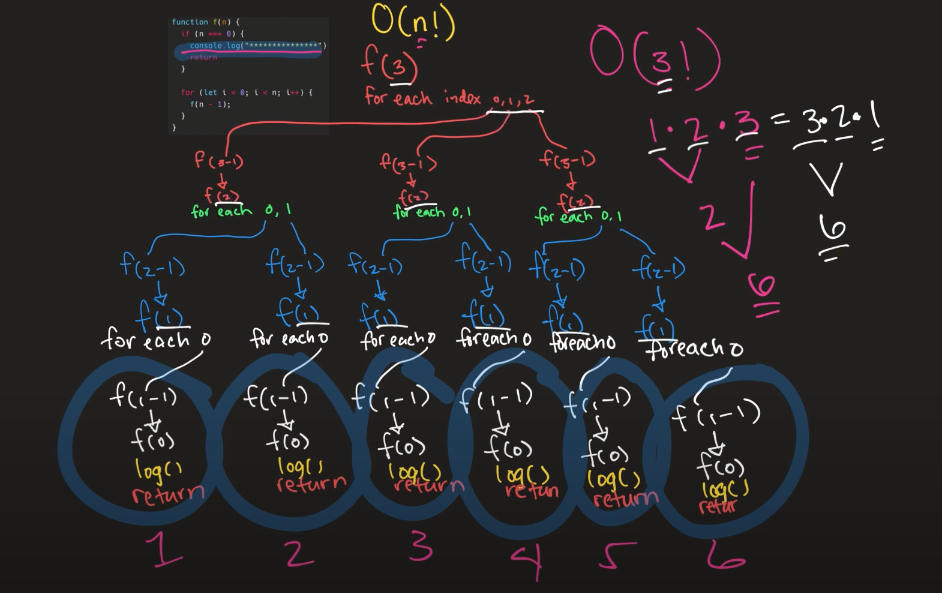 function f(n) {
if (n === 0) {
console.log("***************")
return
}
for (let i = 0; i < n; i++) {
f(n - 1);
}
}
O(n!)
f(3)
for each index 0,1,2
O(3!)
1·2·3 = 3·2·1
2
6
6
f(3-1) f(3-1) f(3-1)
f(2) f(2) f(2)
for each 0,1 for each 0,1 for each 0,1
f(2-1) f(2-1) f(2-1) f(2-1) f(2-1) f(2-1)
f(1) f(1) f(1) f(1) f(1) f(1)
for each 0 for each 0 for each 0 foreach 0 foreach0 foreach 0
f(1-1) f(1-1) f(1-1) f(1-1) f(1-1) f(1-1)
f(0) f(0) f(0) f(0) f(0) f(0)
log() log() log() log() log() log()
return return return retun return retur
1 2 3 4 5 6